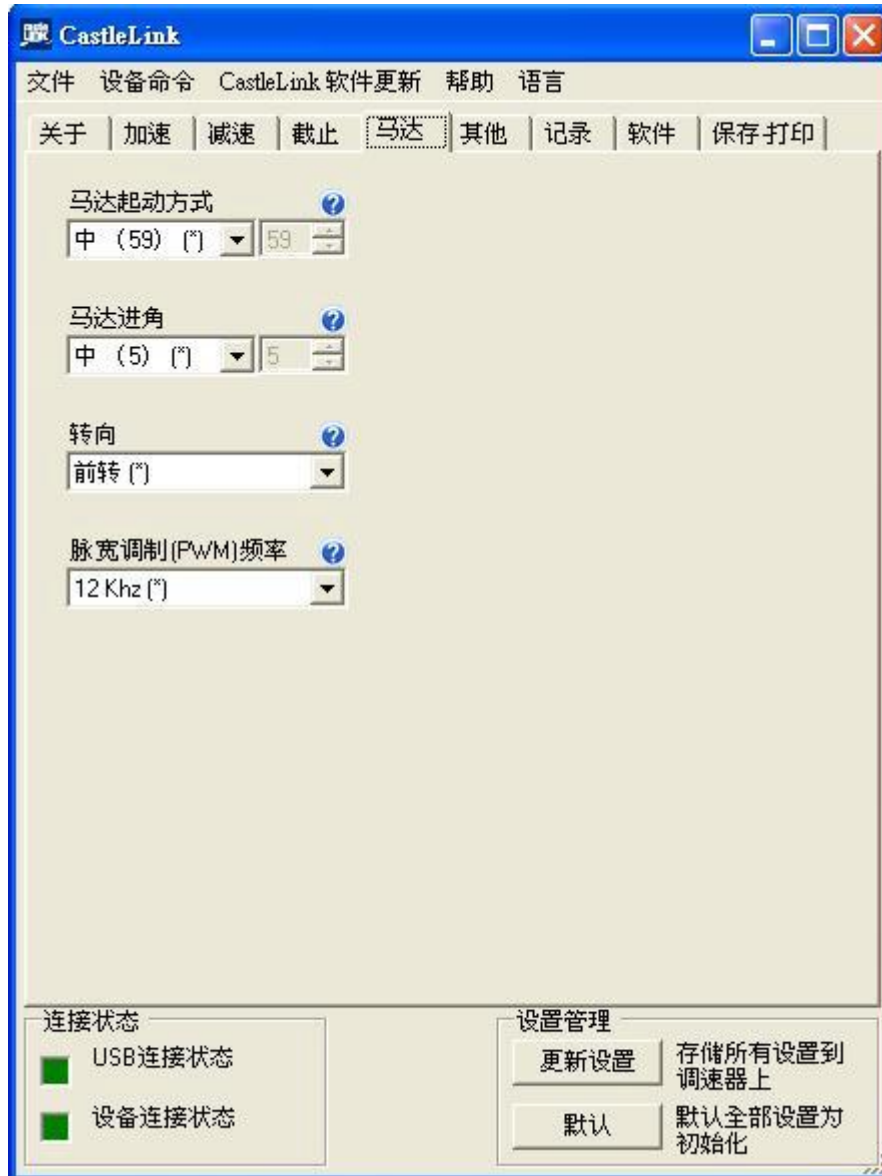 CastleLink
文件 设备命令 CastleLink 软件更新 帮助 语言
关于 加速 减速 截止 马达 其他 记录 软件 保存·打印
马达起动方式
中 (59) (*) 59
马达进角
中 (5) (*) 5
转向
前转 (*)
脉宽调制(PWM)频率
12 Khz (*)
连接状态
USB连接状态
设备连接状态
设置管理
更新设置 存储所有设置到
调速器上
默认 默认全部设置为
初始化